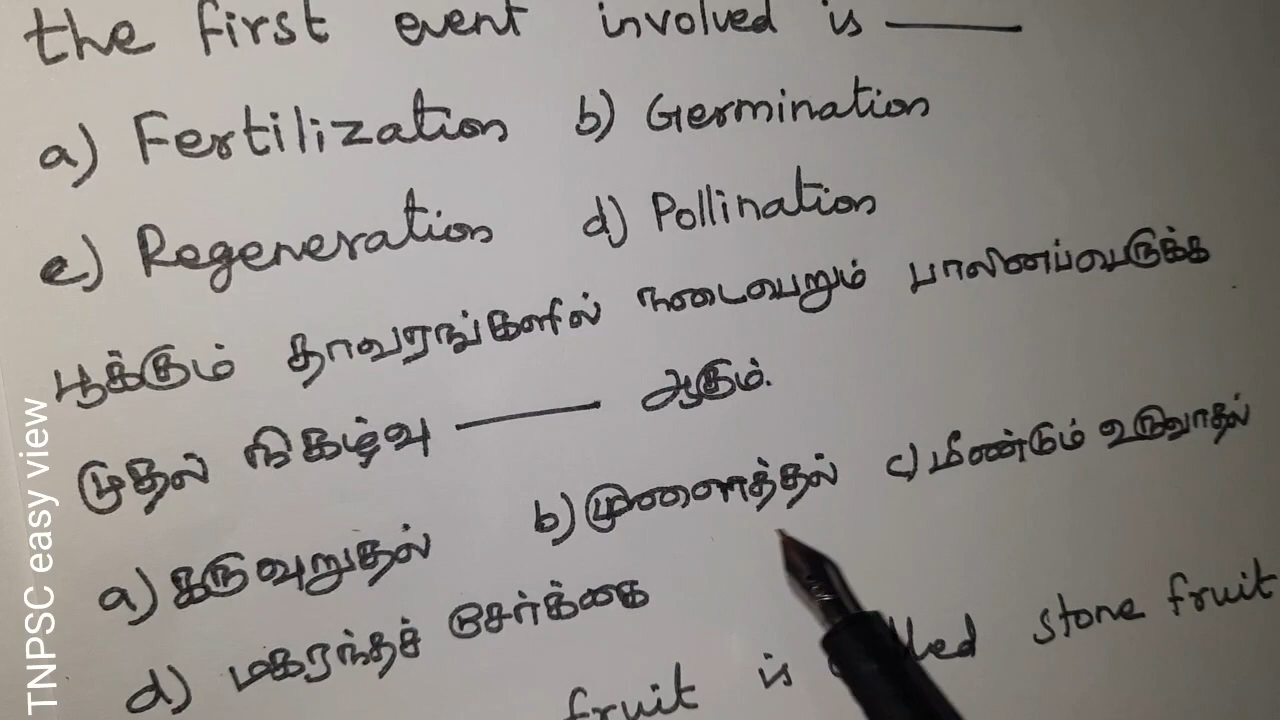 the first event involved is ———
a) Fertilization b) Germination
c) Regeneration d) Pollination
பூக்கும் தாவரங்களில் நடைபெறும் பாலினப்பெருக்க
முதல் நிகழ்வு ——— ஆகும்.
a) கருவுறுதல் b) முளைத்தல் c) மீண்டும் உருவாதல்
d) மகரந்தச் சேர்க்கை
fruit is stone fruit
TNPSC easy view